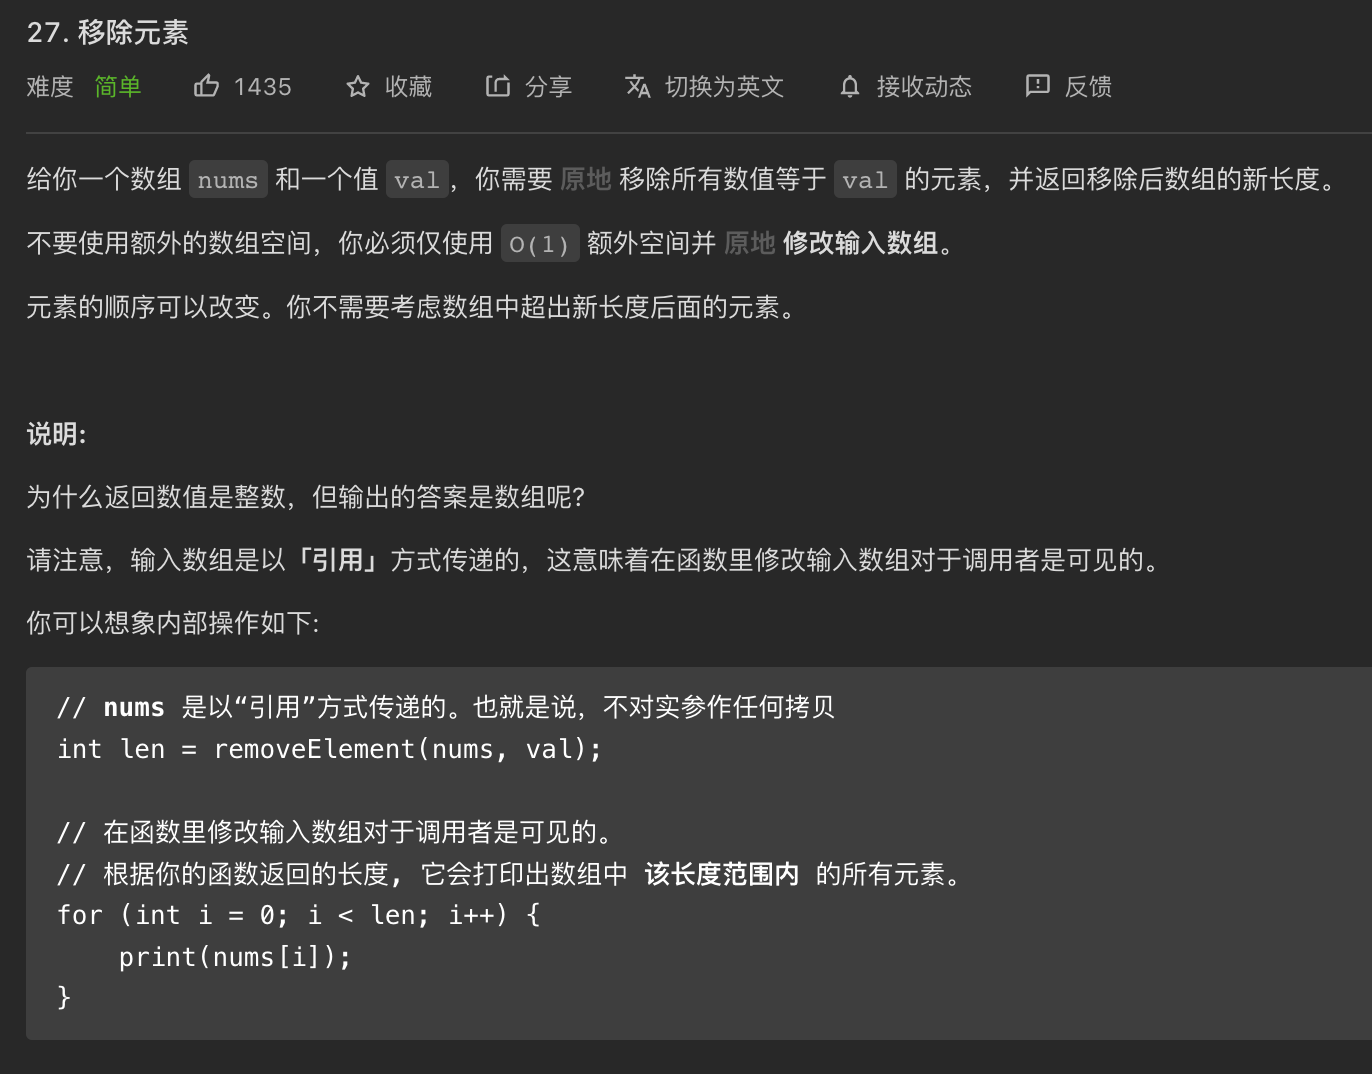 27. 移除元素
难度 简单 1435 收藏 分享 切换为英文 接收动态 反馈
给你一个数组 nums 和一个值 val，你需要 原地 移除所有数值等于 val 的元素，并返回移除后数组的新长度。
不要使用额外的数组空间，你必须仅使用 O(1) 额外空间并 原地 修改输入数组。
元素的顺序可以改变。你不需要考虑数组中超出新长度后面的元素。
说明:
为什么返回数值是整数，但输出的答案是数组呢?
请注意，输入数组是以「引用」方式传递的，这意味着在函数里修改输入数组对于调用者是可见的。
你可以想象内部操作如下:
// nums 是以“引用”方式传递的。也就是说，不对实参作任何拷贝
int len = removeElement(nums, val);
// 在函数里修改输入数组对于调用者是可见的。
// 根据你的函数返回的长度, 它会打印出数组中 该长度范围内 的所有元素。
for (int i = 0; i < len; i++) {
    print(nums[i]);
}